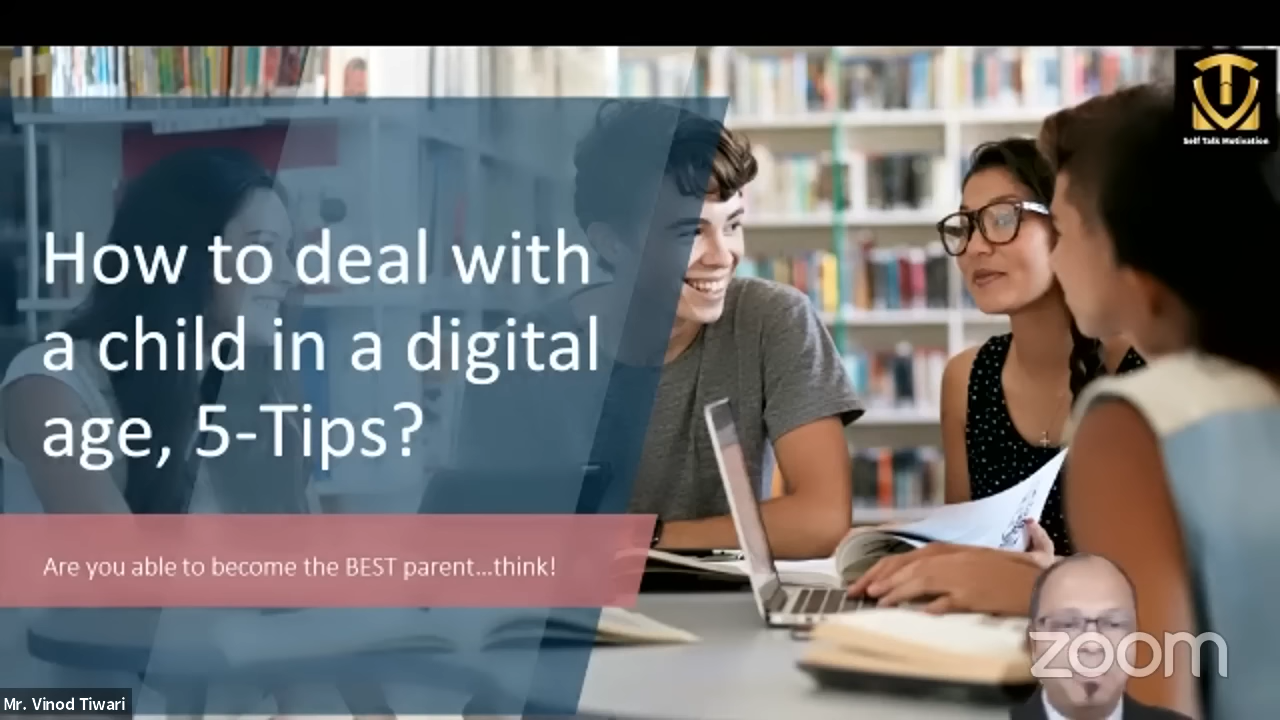 Self Talk Motivation
How to deal with
a child in a digital
age, 5-Tips?
Are you able to become the BEST parent...think!
zoom
Mr. Vinod Tiwari